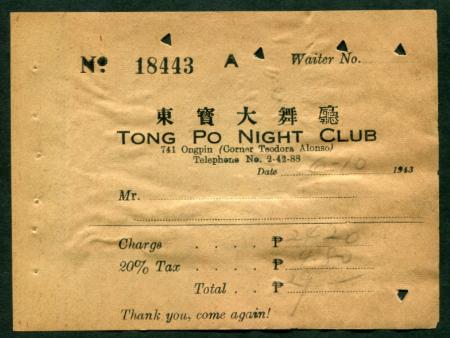 Nº 18443 A Waiter No.
東寶大舞廳
TONG PO NIGHT CLUB
741 Ongpin (Corner Teodora Alonso)
Telephone No. 2-42-88
Date 1943
Mr.
Charge . . . . ₱
20% Tax . . . . ₱
Total . . ₱
Thank you, come again!